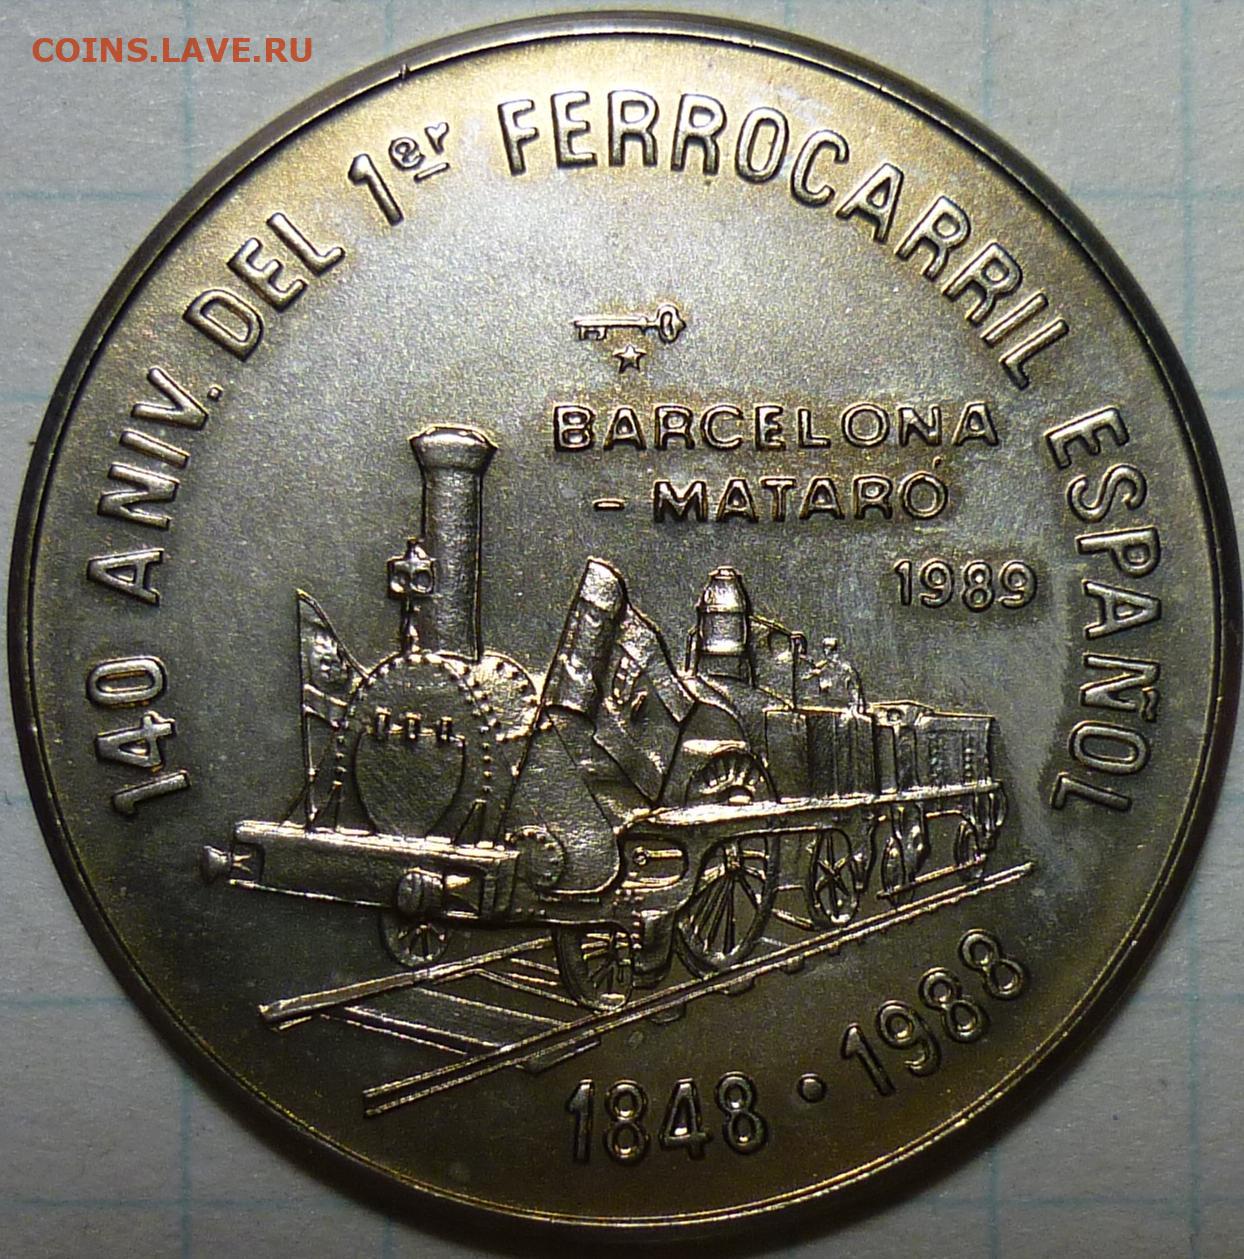 COINS.LAVE.RU
140 ANIV. DEL 1er FERROCARRIL ESPAÑOL
BARCELONA
- MATARÓ
1989
1848 · 1988